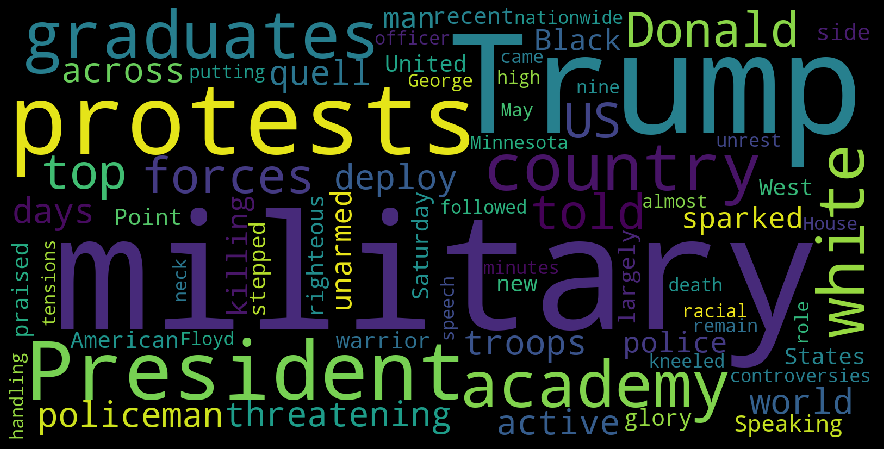 graduates
man
recent
nationwide
officer
Trump
came
Black
Donald
side
across
putting
quell
United
George
high
nine
protests
May
US
Minnesota
unrest
top
forces
deploy
country
West
white
days
Point
killing
stepped
righteous
unarmed
Saturday
followed
told
almost
sparked
House
military
praised
tensions
neck
speech
new
minutes
largely
death
racial
remain
role
American
Floyd
warrior
troops
police
kneeled
States
controversies
handling
President
academy
world
policeman
threatening
active
glory
Speaking